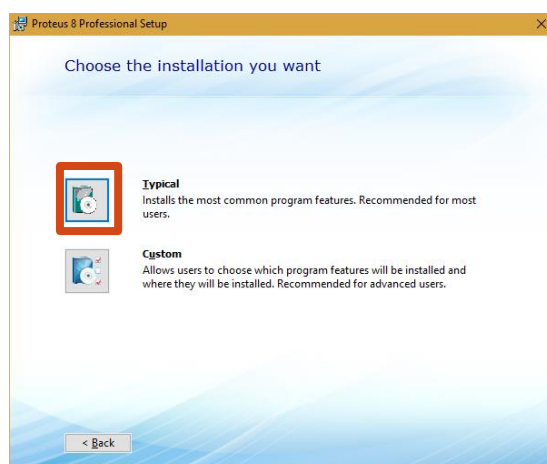 Proteus 8 Professional Setup
Choose the installation you want
Typical
Installs the most common program features. Recommended for most
users.
Custom
Allows users to choose which program features will be installed and
where they will be installed. Recommended for advanced users.
< Back